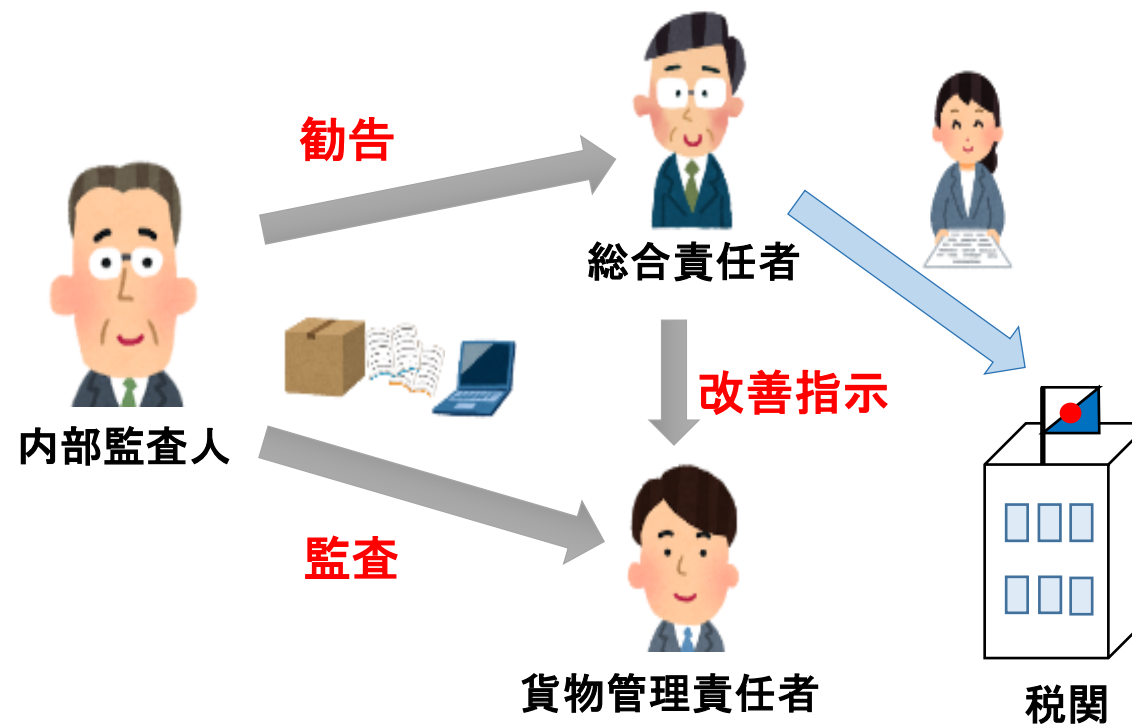 勧告
総合責任者
改善指示
内部監査人
監査
貨物管理責任者
税関